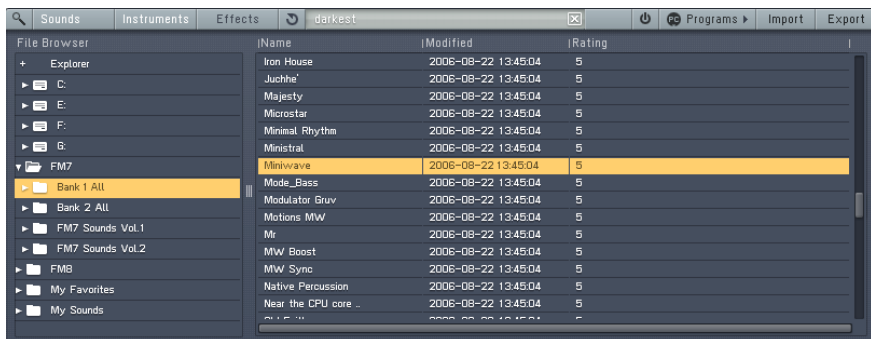 Sounds Instruments Effects darkest PC Programs Import Export
File Browser
+ Explorer
C:
E:
F:
G:
FM7
Bank 1 All
Bank 2 All
FM7 Sounds Vol.1
FM7 Sounds Vol.2
FM8
My Favorites
My Sounds
Name Modified Rating
Iron House 2006-08-22 13:45:04 5
Juchhe' 2006-08-22 13:45:04 5
Majesty 2006-08-22 13:45:04 5
Microstar 2006-08-22 13:45:04 5
Minimal Rhythm 2006-08-22 13:45:04 5
Ministral 2006-08-22 13:45:04 5
Miniwave 2006-08-22 13:45:04 5
Mode_Bass 2006-08-22 13:45:04 5
Modulator Gruv 2006-08-22 13:45:04 5
Motions MW 2006-08-22 13:45:04 5
Mr 2006-08-22 13:45:04 5
MW Boost 2006-08-22 13:45:04 5
MW Sync 2006-08-22 13:45:04 5
Native Percussion 2006-08-22 13:45:04 5
Near the CPU core .. 2006-08-22 13:45:04 5